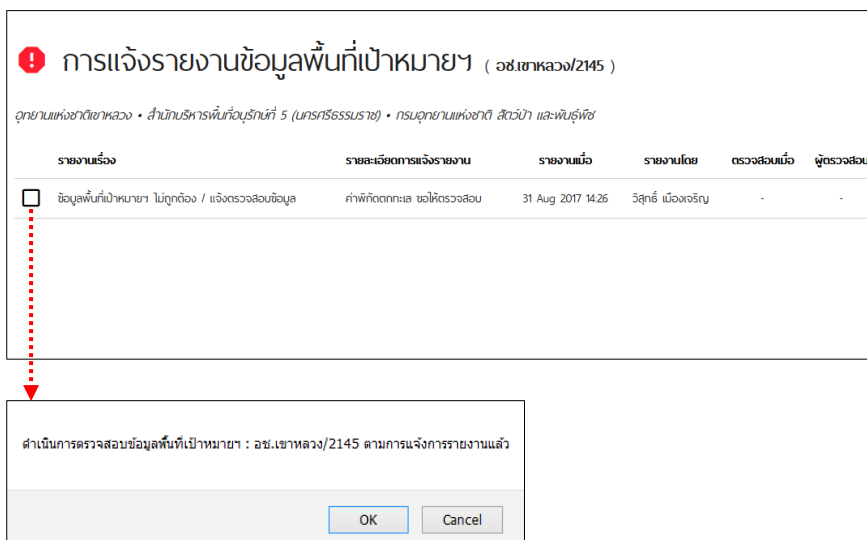 การแจ้งรายงานข้อมูลพื้นที่เป้าหมายฯ ( อช.เขาหลวง/2145 )
อุทยานแห่งชาติเขาหลวง • สำนักบริหารพื้นที่อนุรักษ์ที่ 5 (นครศรีธรรมราช) • กรมอุทยานแห่งชาติ สัตว์ป่า และพันธุ์พืช
รายงานเรื่อง รายละเอียดการแจ้งรายงาน รายงานเมื่อ รายงานโดย ตรวจสอบเมื่อ ผู้ตรวจสอบ
ข้อมูลพื้นที่เป้าหมายฯ ไม่ถูกต้อง / แจ้งตรวจสอบข้อมูล ค่าพิกัดตกทะเล ขอให้ตรวจสอบ 31 Aug 2017 14:26 วิสุทธิ์ เมืองเจริญ - -
ดำเนินการตรวจสอบข้อมูลพื้นที่เป้าหมายฯ : อช.เขาหลวง/2145 ตามการแจ้งการรายงานแล้ว
OK Cancel